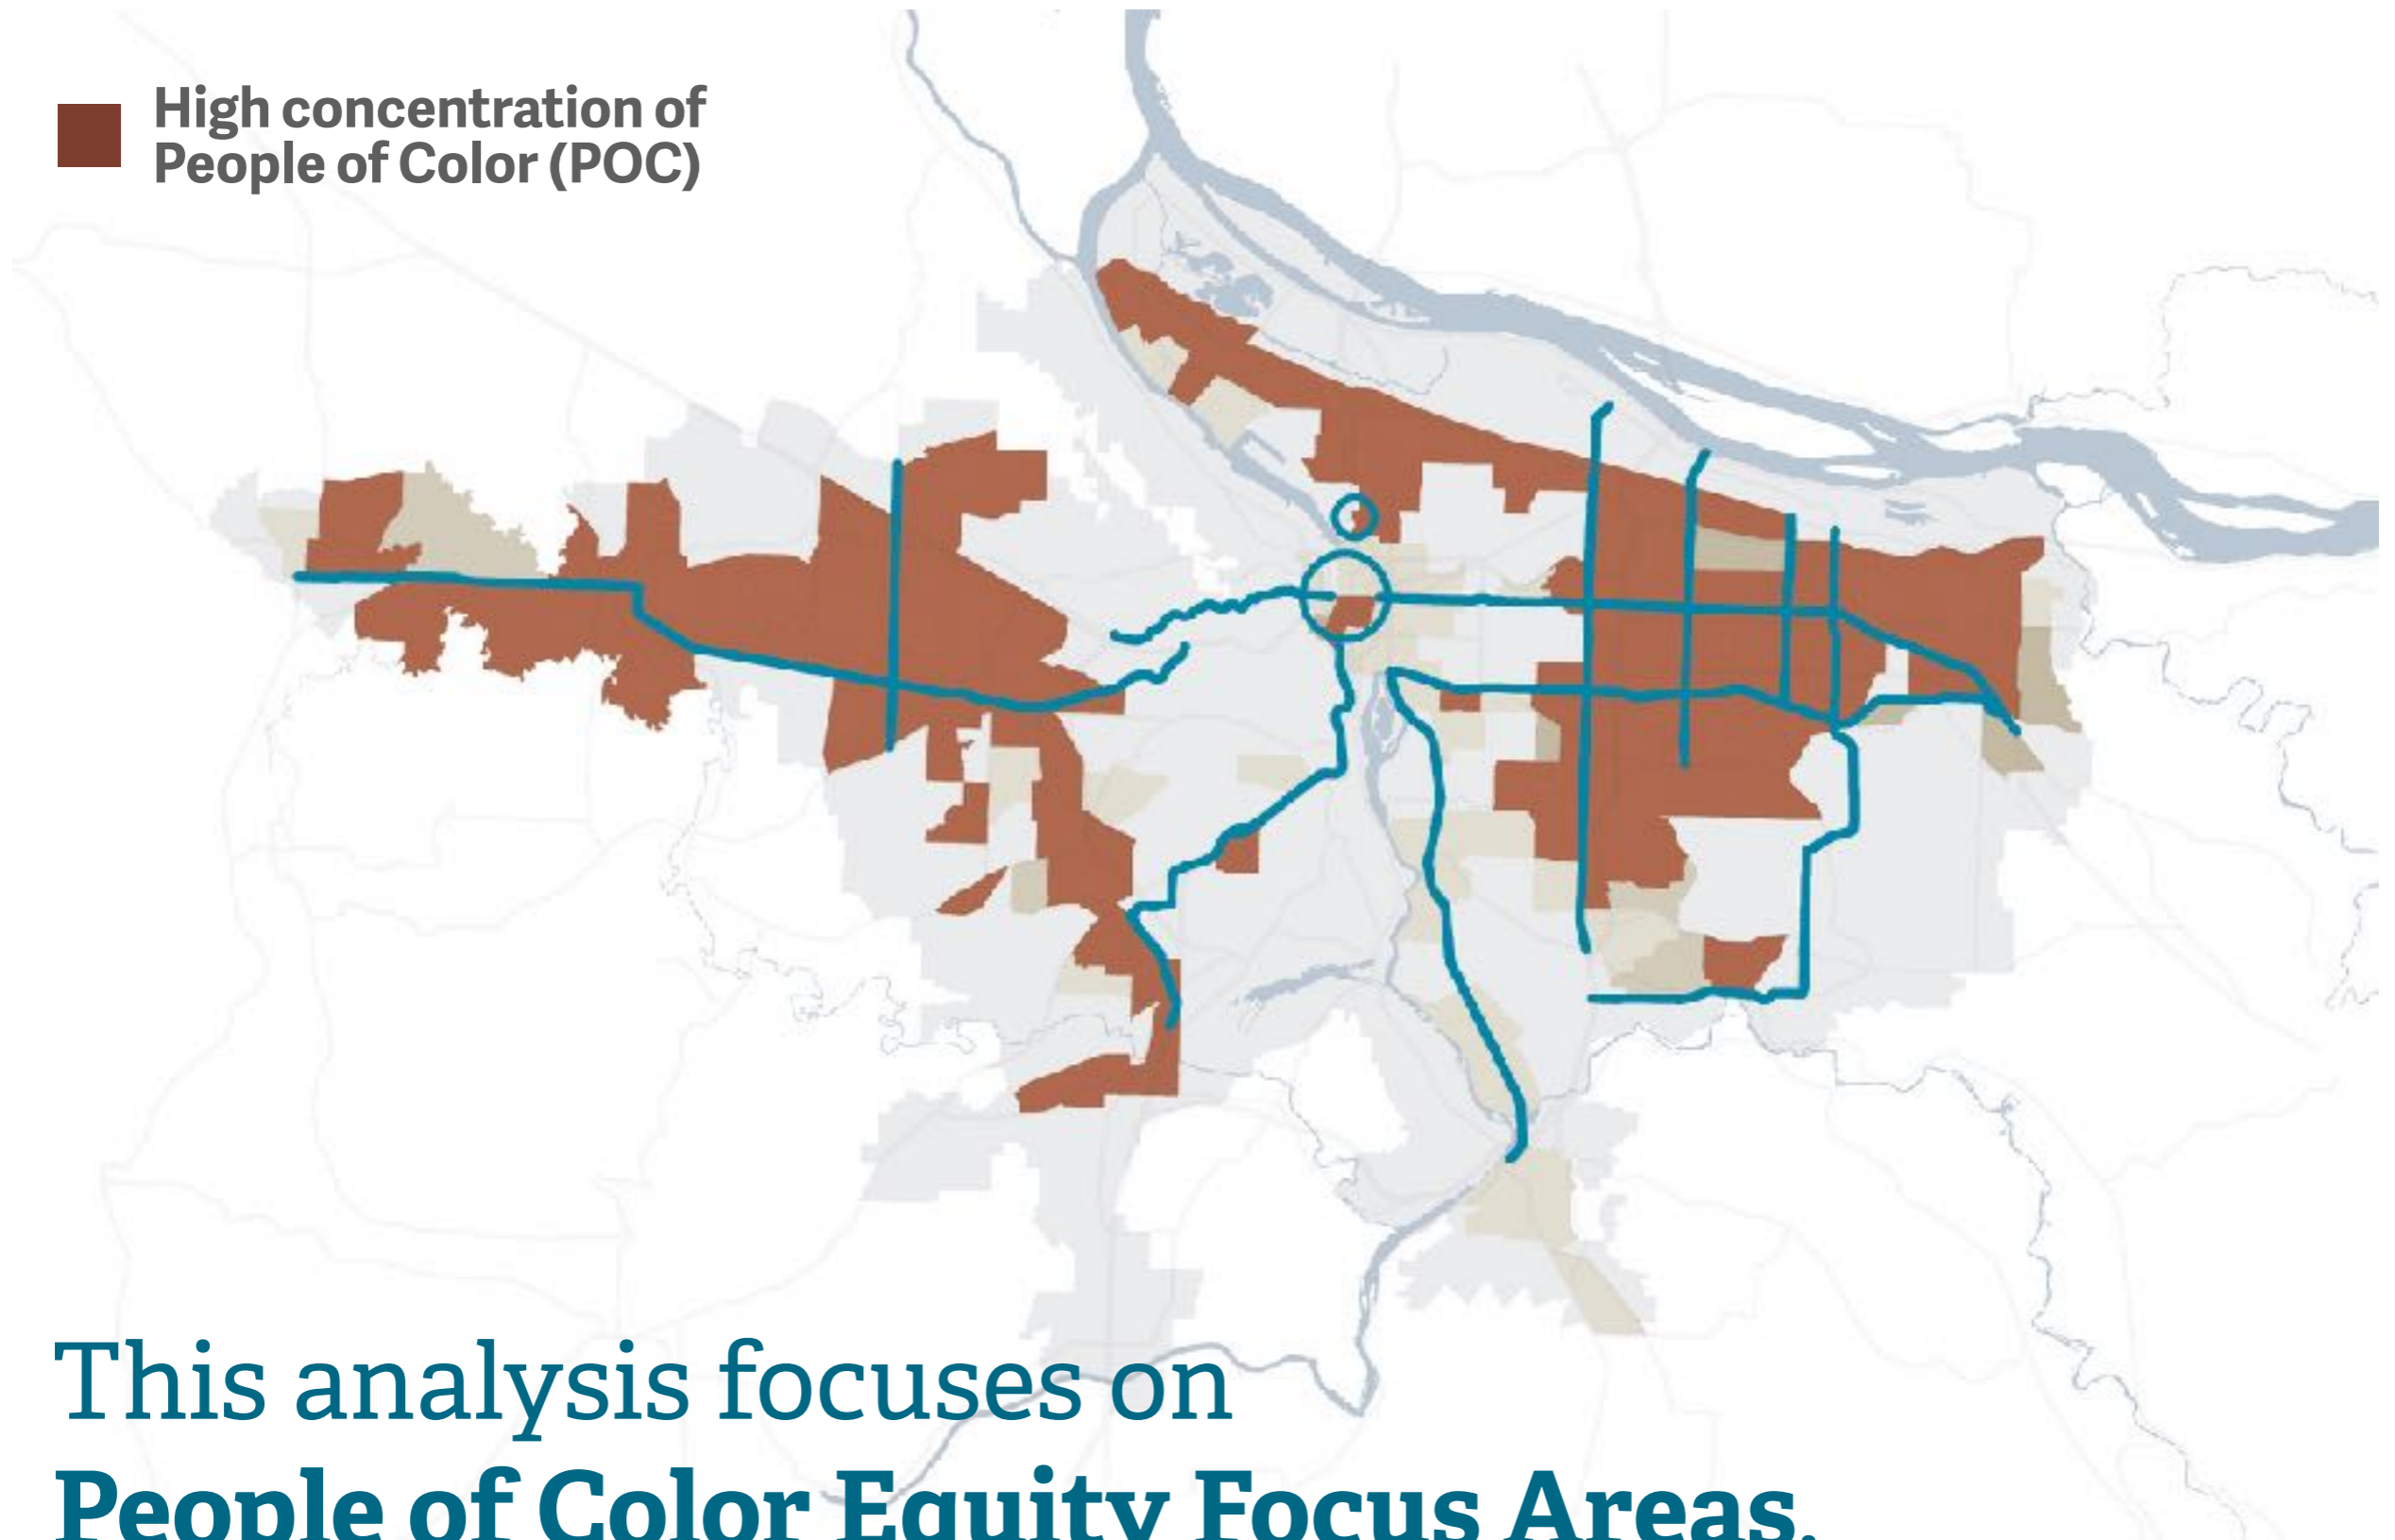 High concentration of
People of Color (POC)
This analysis focuses on
People of Color Equity Focus Areas.